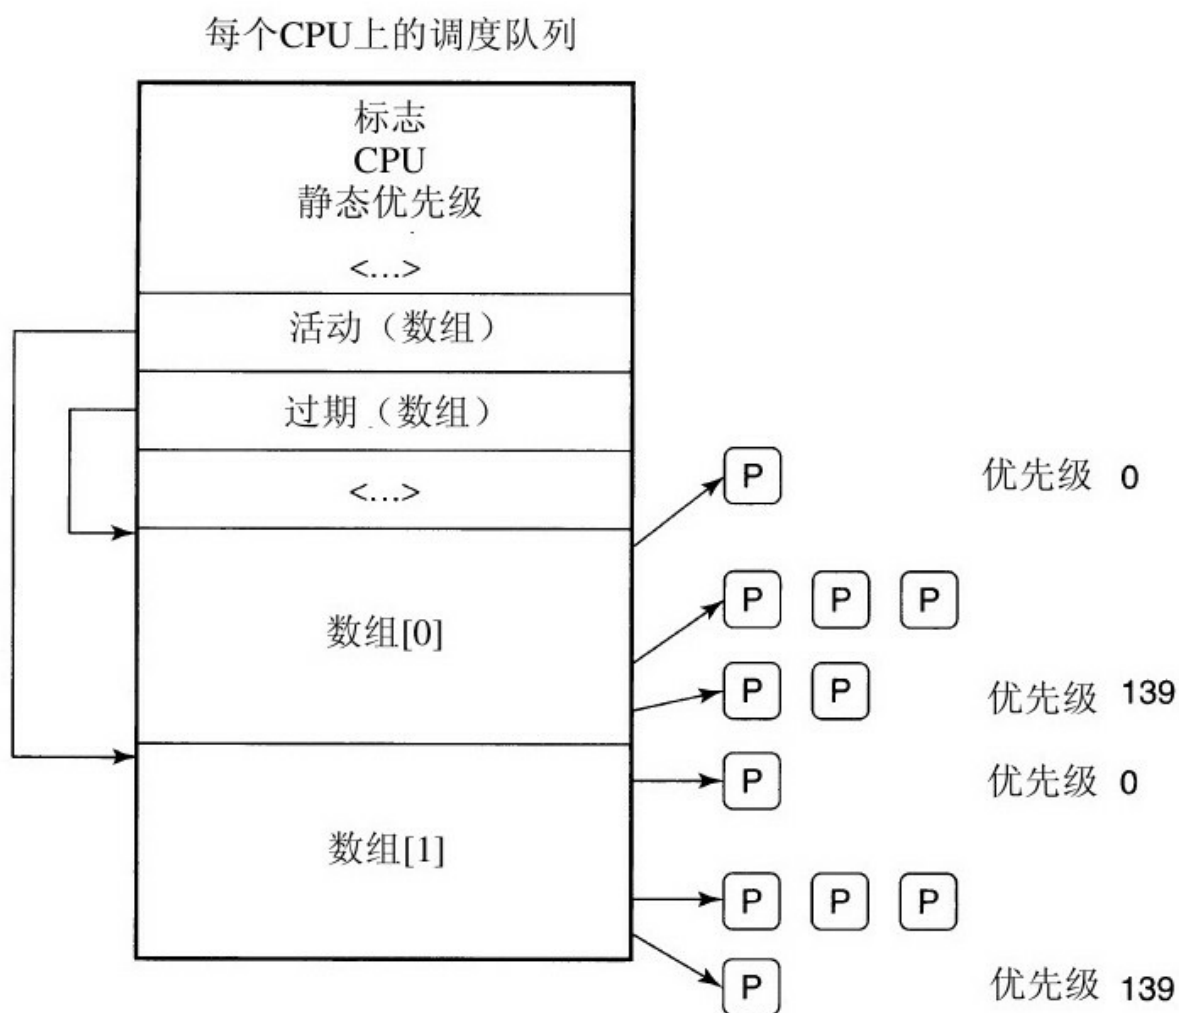 每个CPU上的调度队列
标志
CPU
静态优先级
<...>
活动（数组）
过期（数组）
<...>
P 优先级 0
数组[0]
P P P
P P 优先级 139
P 优先级 0
数组[1]
P P P
P 优先级 139